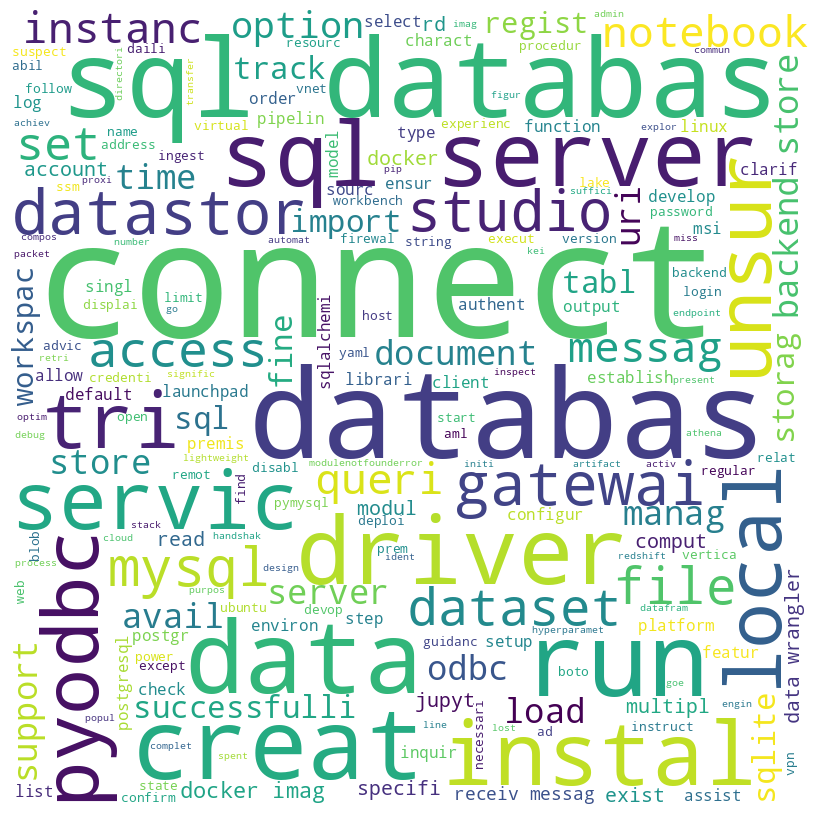 instanc
option
select
rd
regist
notebook
suspect
daili
resourc
charact
procedur
admin
imag
commun
abil
sql databas
directori
transfer
figur
track
follow
log
order
vnet
set
name
address
virtual
pipelin
type
experienc
function
explor
linux
achiev
account
time
ingest
model
docker
sql server
store
clarif
ssm
pip
proxi
sourc
ensur
workbench
lake
suffici
develop
password
datastor
import
studio
uri
unsur
backend store
compos
packet
number
automat
firewal
string
execut
version
msi
miss
connect
kei
backend
login
endpoint
workspac
singl
displai
limit
go
host
authent
tabl
output
advic
retri
access
fine
sqlalchemi
yaml
document
messag
storag
allow
credenti
signific
librari
client
inspect
establish
present
default
launchpad
optim
open
tri
databas
start
aml
debug
sql
premis
lightweight
store
remot
disabl
modulenotfounderror
find
initi
artifact
activ
regular
athena
relat
servic
queri
gatewai
local
pymysql
modul
configur
manag
blob
stack
handshak
deploi
comput
cloud
read
driver
prem
redshift
vertica
process
mysql
design
ident
file
web
purpos
ubuntu
server
devop
dataset
datafram
data wrangler
pyodbc
avail
environ
step
guidanc
setup
hyperparamet
platform
postgr
power
except
postgresql
data
odbc
run
featur
support
check
boto
goe
engin
successfulli
jupyt
load
multipl
popul
line
lost
necessari
ad
instruct
sqlite
vpn
creat
complet
spent
inquir
instal
list
state
confirm
docker imag
specifi
receiv messag
exist
assist